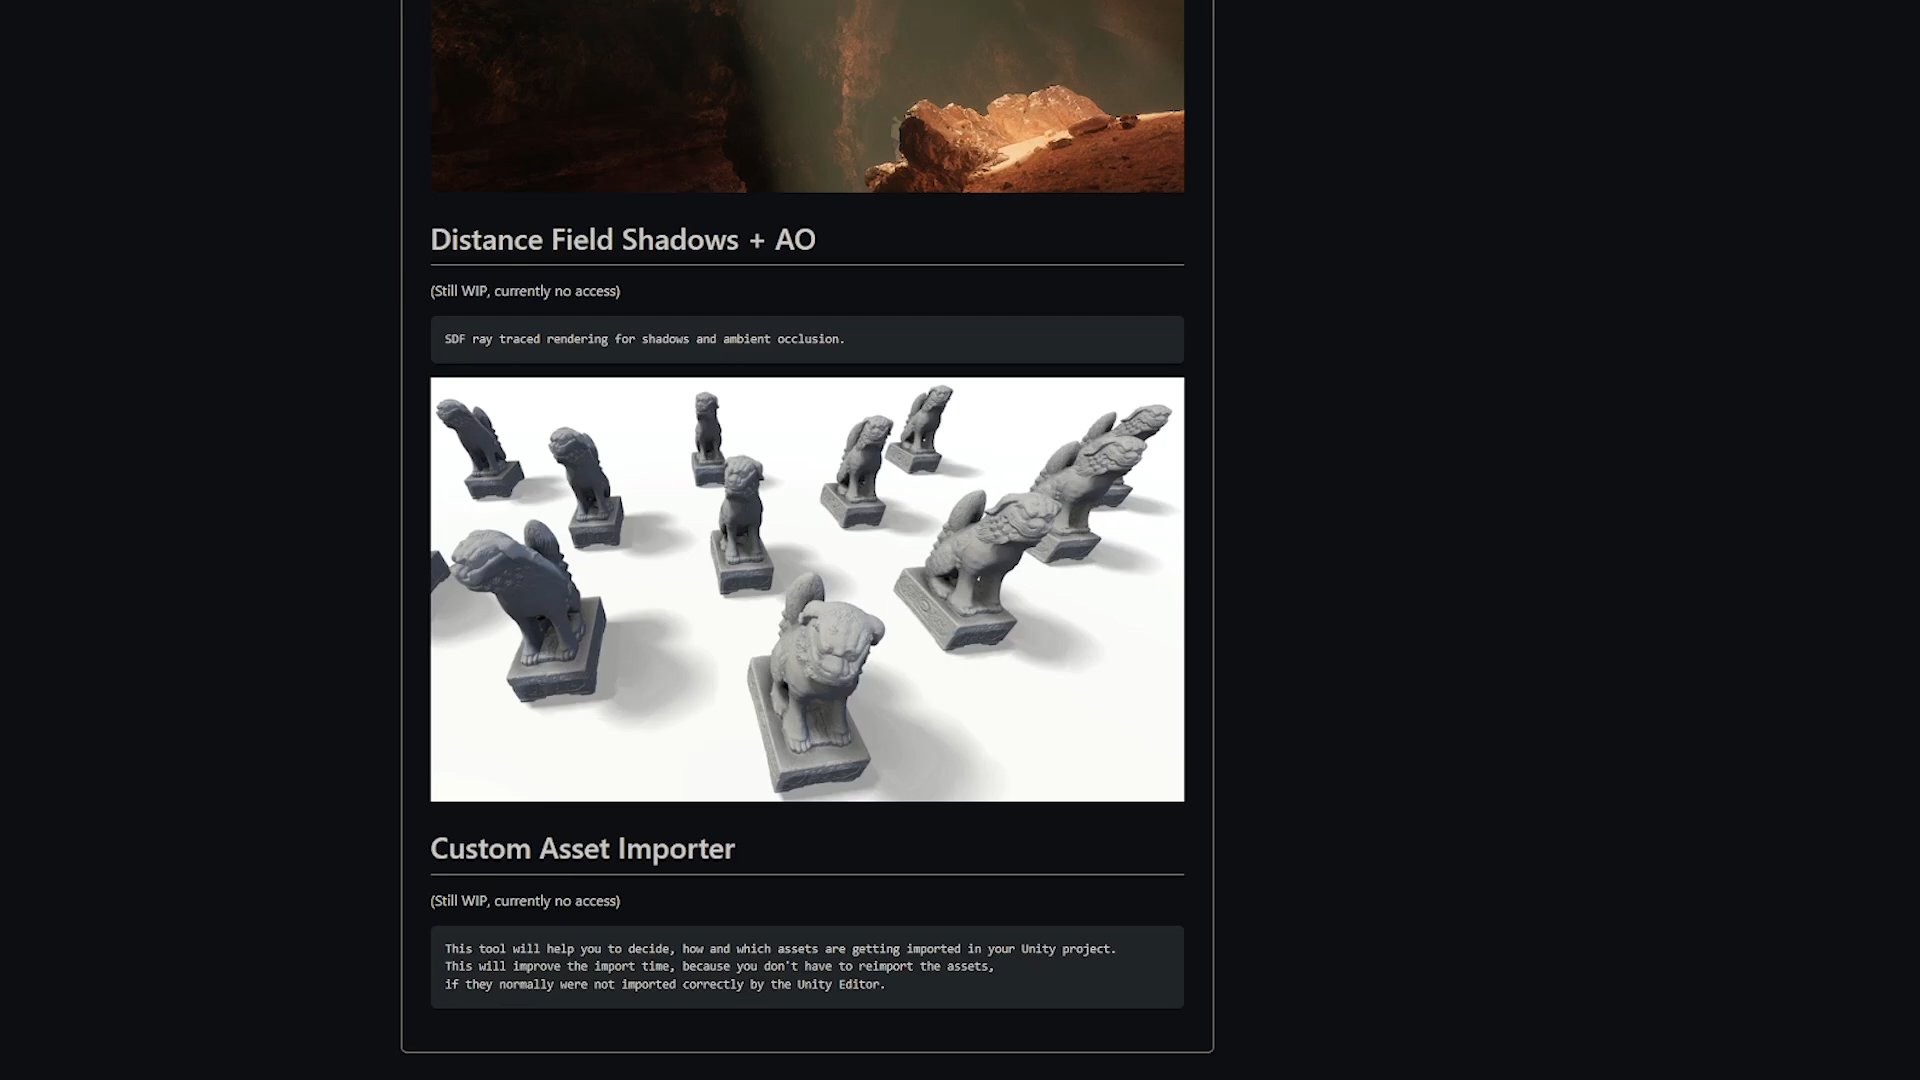 Distance Field Shadows + AO
(Still WIP, currently no access)
SDF ray traced rendering for shadows and ambient occlusion.
Custom Asset Importer
(Still WIP, currently no access)
This tool will help you to decide, how and which assets are getting imported in your Unity project.
This will improve the import time, because you don't have to reimport the assets,
if they normally were not imported correctly by the Unity Editor.